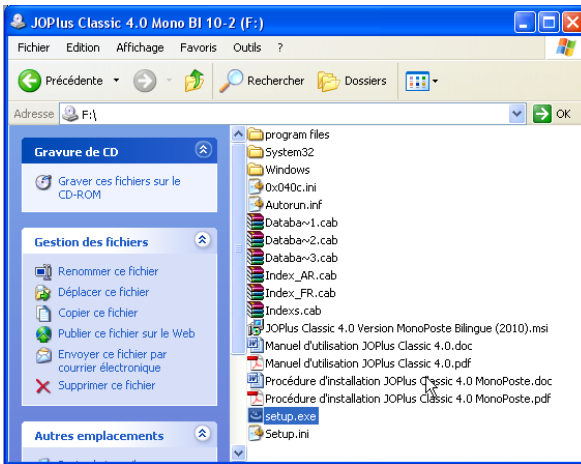 JOPlus Classic 4.0 Mono BI 10-2 (F:)
Fichier Edition Affichage Favoris Outils ?
Précédente Rechercher Dossiers
Adresse F:\ OK
Gravure de CD
Graver ces fichiers sur le
CD-ROM
Gestion des fichiers
Renommer ce fichier
Déplacer ce fichier
Copier ce fichier
Publier ce fichier sur le Web
Envoyer ce fichier par
courrier électronique
Supprimer ce fichier
Autres emplacements
program files
System32
Windows
0x040c.ini
Autorun.inf
Databa~1.cab
Databa~2.cab
Databa~3.cab
Index_AR.cab
Index_FR.cab
Indexs.cab
JOPlus Classic 4.0 Version MonoPoste Bilingue (2010).msi
Manuel d'utilisation JOPlus Classic 4.0.doc
Manuel d'utilisation JOPlus Classic 4.0.pdf
Procédure d'installation JOPlus Classic 4.0 MonoPoste.doc
Procédure d'installation JOPlus Classic 4.0 MonoPoste.pdf
setup.exe
Setup.ini